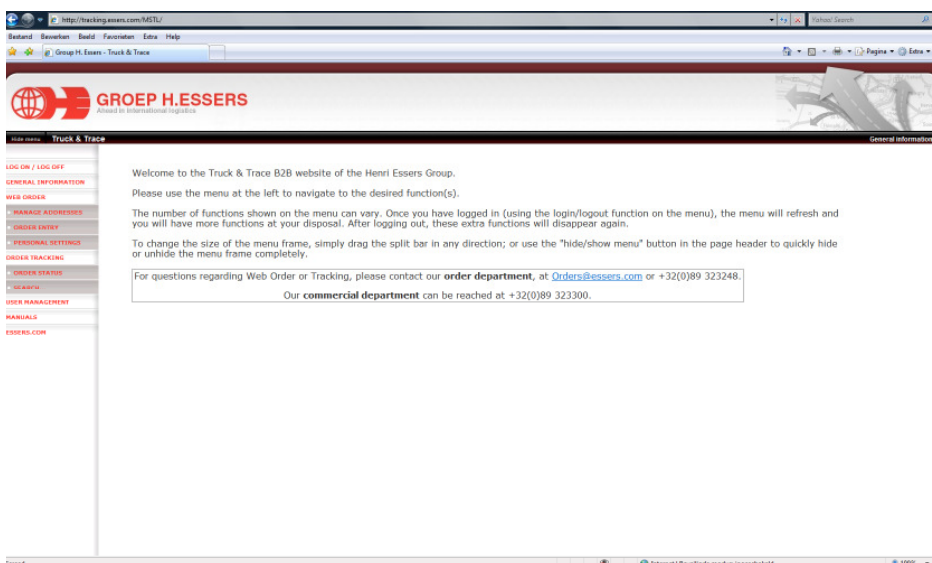 http://tracking.essers.com/MSTL/
Yahoo! Search
Bestand Bewerken Beeld Favorieten Extra Help
Group H. Essers - Truck & Trace
Pagina Extra
GROEP H.ESSERS
Ahead in international logistics
Hide menu Truck & Trace General information
LOG ON / LOG OFF
GENERAL INFORMATION
WEB ORDER
MANAGE ADDRESSES
ORDER ENTRY
PERSONAL SETTINGS
ORDER TRACKING
ORDER STATUS
SEARCH
USER MANAGEMENT
MANUALS
ESSERS.COM
Welcome to the Truck & Trace B2B website of the Henri Essers Group.
Please use the menu at the left to navigate to the desired function(s).
The number of functions shown on the menu can vary. Once you have logged in (using the login/logout function on the menu), the menu will refresh and
you will have more functions at your disposal. After logging out, these extra functions will disappear again.
To change the size of the menu frame, simply drag the split bar in any direction; or use the "hide/show menu" button in the page header to quickly hide
or unhide the menu frame completely.
For questions regarding Web Order or Tracking, please contact our order department, at Orders@essers.com or +32(0)89 323248.
Our commercial department can be reached at +32(0)89 323300.